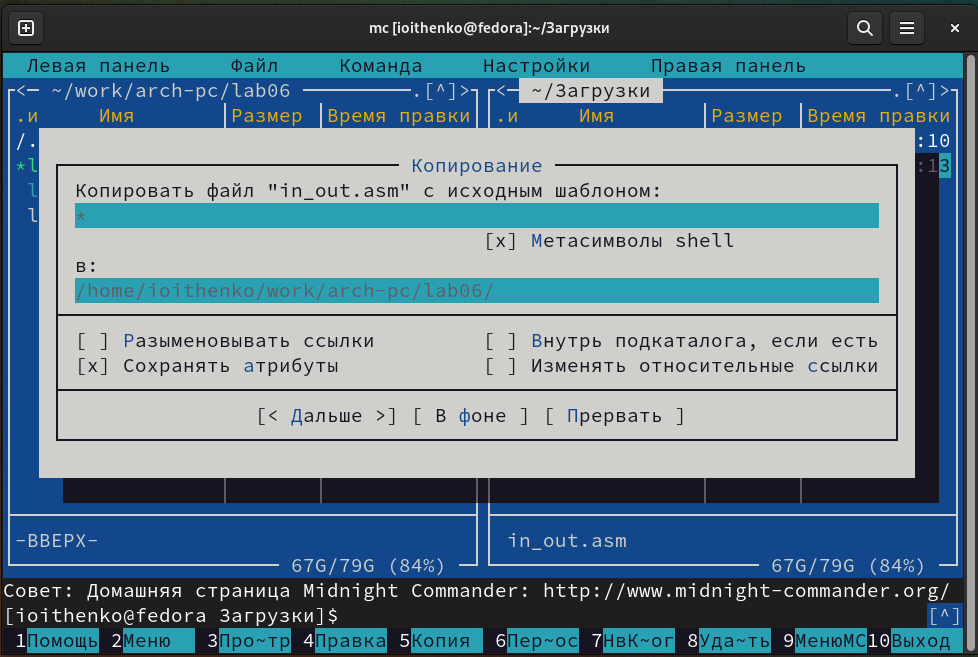 mc [ioithenko@fedora]:~/Загрузки
Левая панель Файл Команда Настройки Правая панель
<— ~/work/arch-pc/lab06 .[^]> <— ~/Загрузки .[^]>
.и Имя Размер Время правки .и Имя Размер Время правки
/. :10
*l :13
l
l
Копирование
Копировать файл "in_out.asm" с исходным шаблоном:
*
[x] Метасимволы shell
в:
/home/ioithenko/work/arch-pc/lab06/
[ ] Разыменовывать ссылки [ ] Внутрь подкаталога, если есть
[x] Сохранять атрибуты [ ] Изменять относительные ссылки
[< Дальше >] [ В фоне ] [ Прервать ]
-ВВЕРХ- in_out.asm
67G/79G (84%) 67G/79G (84%)
Совет: Домашняя страница Midnight Commander: http://www.midnight-commander.org/
[ioithenko@fedora Загрузки]$ [^]
1Помощь 2Меню 3Про~тр 4Правка 5Копия 6Пер~ос 7НвК~ог 8Уда~ть 9МенюMC 10Выход